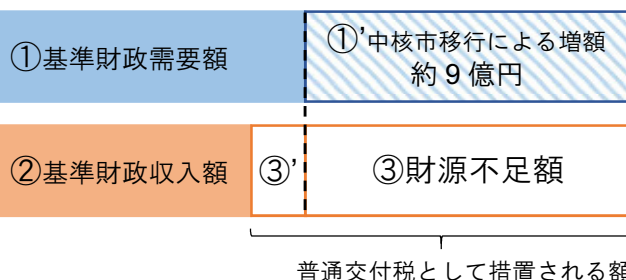 ①基準財政需要額
①’中核市移行による増額
約9億円
②基準財政収入額
③’
③財源不足額
普通交付税として措置される額